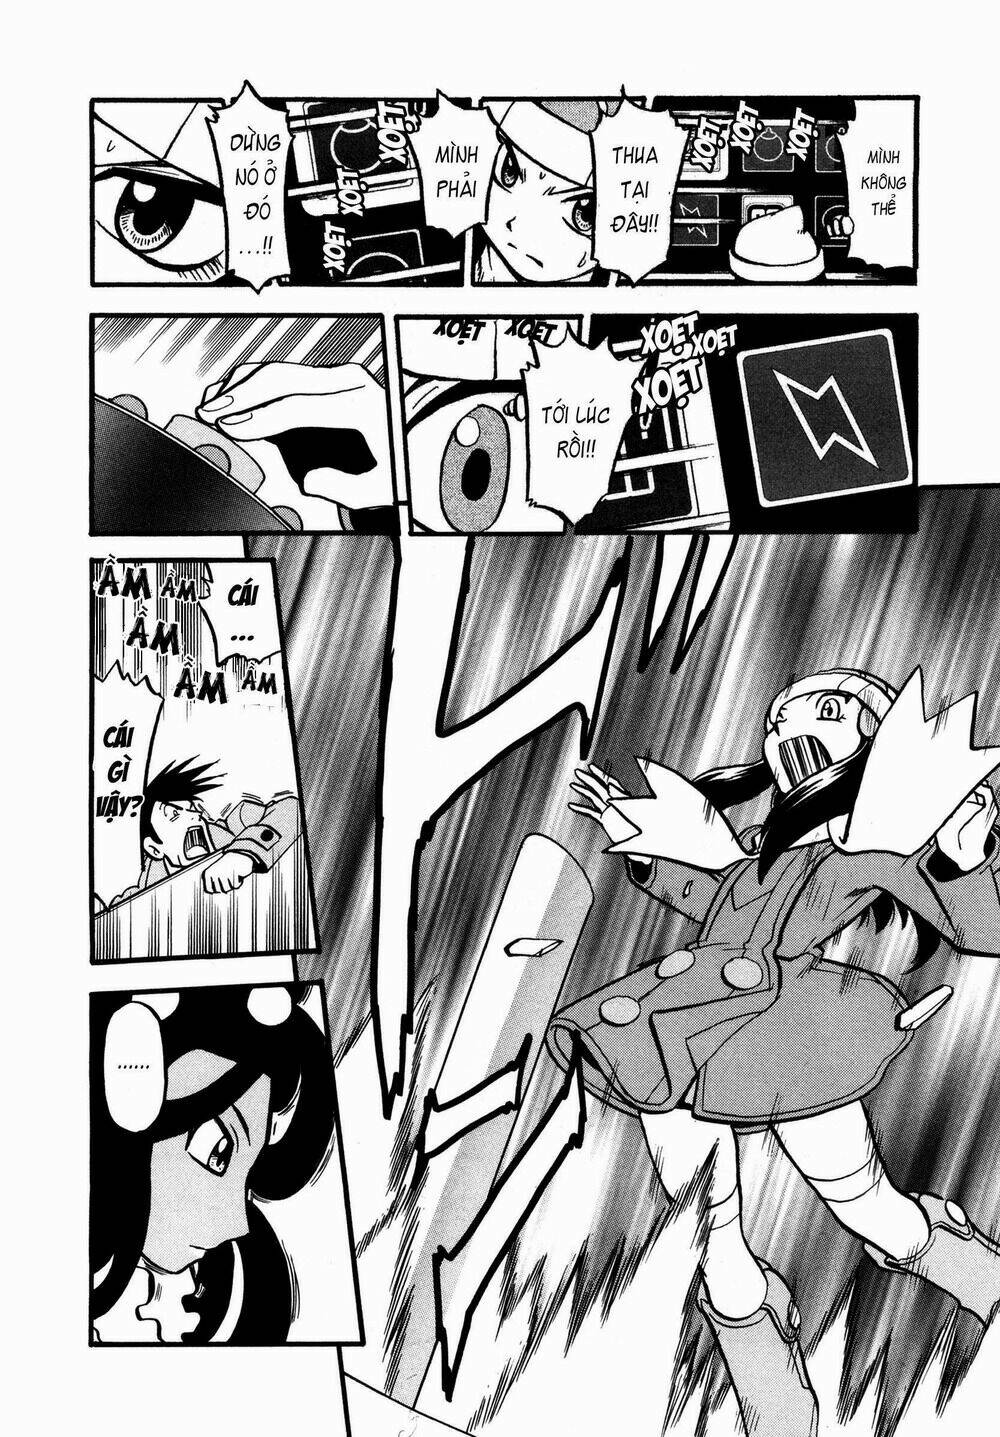 MÌNH
KHÔNG
THỂ
XOẸT
XOẸT
XOẸT
THUA
TẠI
ĐÂY!!
MÌNH
PHẢI
XOẸT
XOẸT
XOẸT
XOẸT
DỪNG
NÓ Ở
ĐÓ
...!!
XOẸT
XOẸT
XOẸT
TỚI LÚC
RỒI!!
XOẸT
XOẸT
CÁI
...
ẦM
ẦM
ẦM
ẦM
ẦM
CÁI
GÌ
VẬY?
......